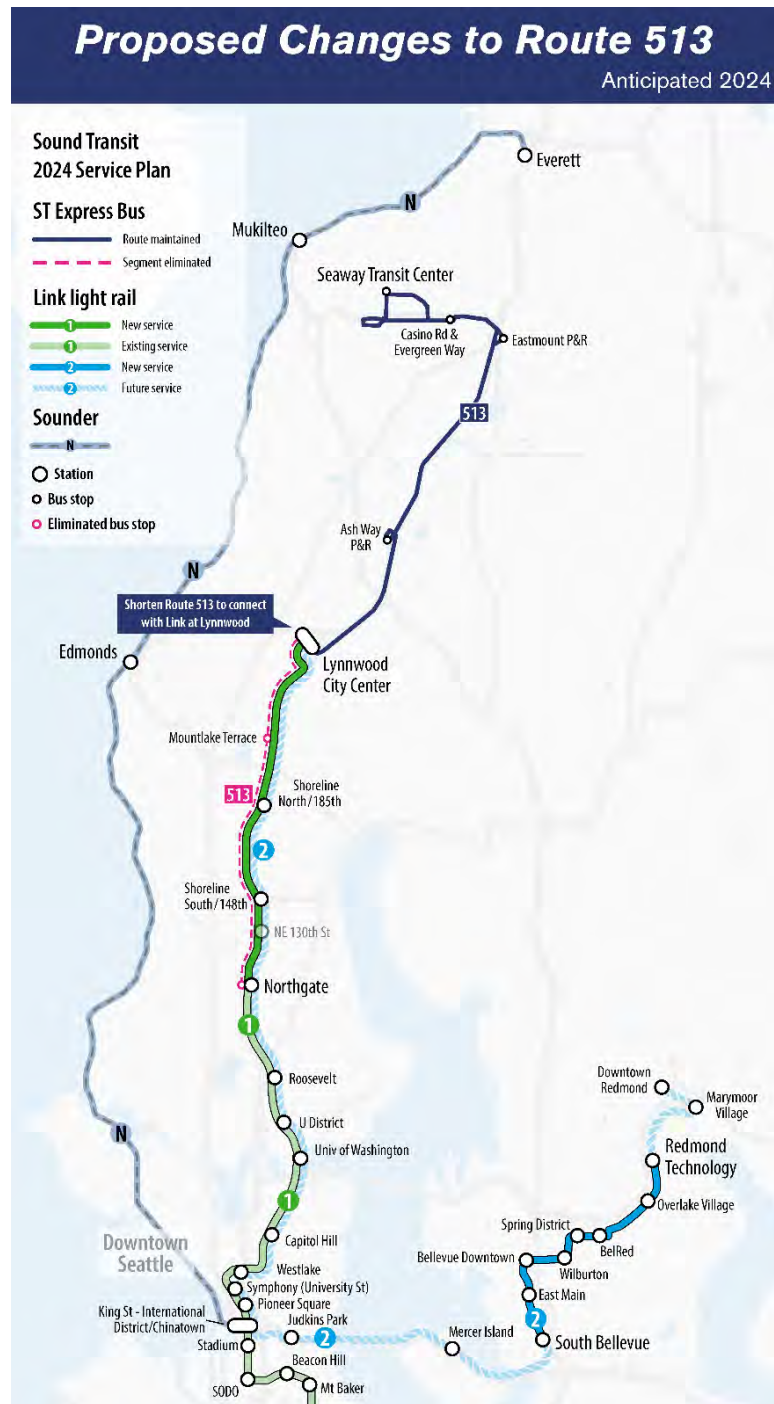 Proposed Changes to Route 513
Anticipated 2024
Sound Transit
2024 Service Plan
ST Express Bus
Route maintained
Segment eliminated
Link light rail
1
New service
1
Existing service
2
New service
2
Future service
Sounder
N
Station
Bus stop
Eliminated bus stop
Everett
N
Mukilteo
Seaway Transit Center
Casino Rd &
Evergreen Way
Eastmount P&R
513
Ash Way
P&R
N
Shorten Route 513 to connect
with Link at Lynnwood
Edmonds
Lynnwood
City Center
Mountlake Terrace
513
Shoreline
North/185th
2
Shoreline
South/148th
NE 130th St
Northgate
1
Roosevelt
U District
Univ of Washington
N
1
Capitol Hill
Downtown
Seattle
Westlake
Symphony (University St)
Pioneer Square
King St - International
District/Chinatown
Judkins Park
2
Stadium
Beacon Hill
SODO
Mt Baker
Mercer Island
Downtown
Redmond
Marymoor
Village
Redmond
Technology
Overlake Village
Spring District
BelRed
Bellevue Downtown
Wilburton
East Main
2
South Bellevue